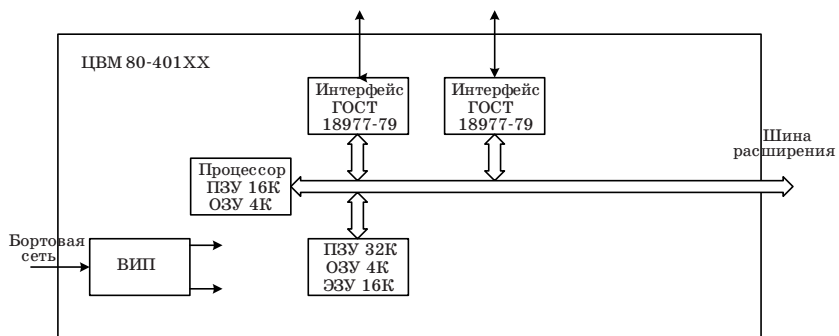 ЦВМ 80-401ХХ
Интерфейс
ГОСТ
18977-79
Интерфейс
ГОСТ
18977-79
Шина
расширения
Процессор
ПЗУ 16К
ОЗУ 4К
Бортовая
сеть
ВИП
ПЗУ 32К
ОЗУ 4К
ЭЗУ 16К